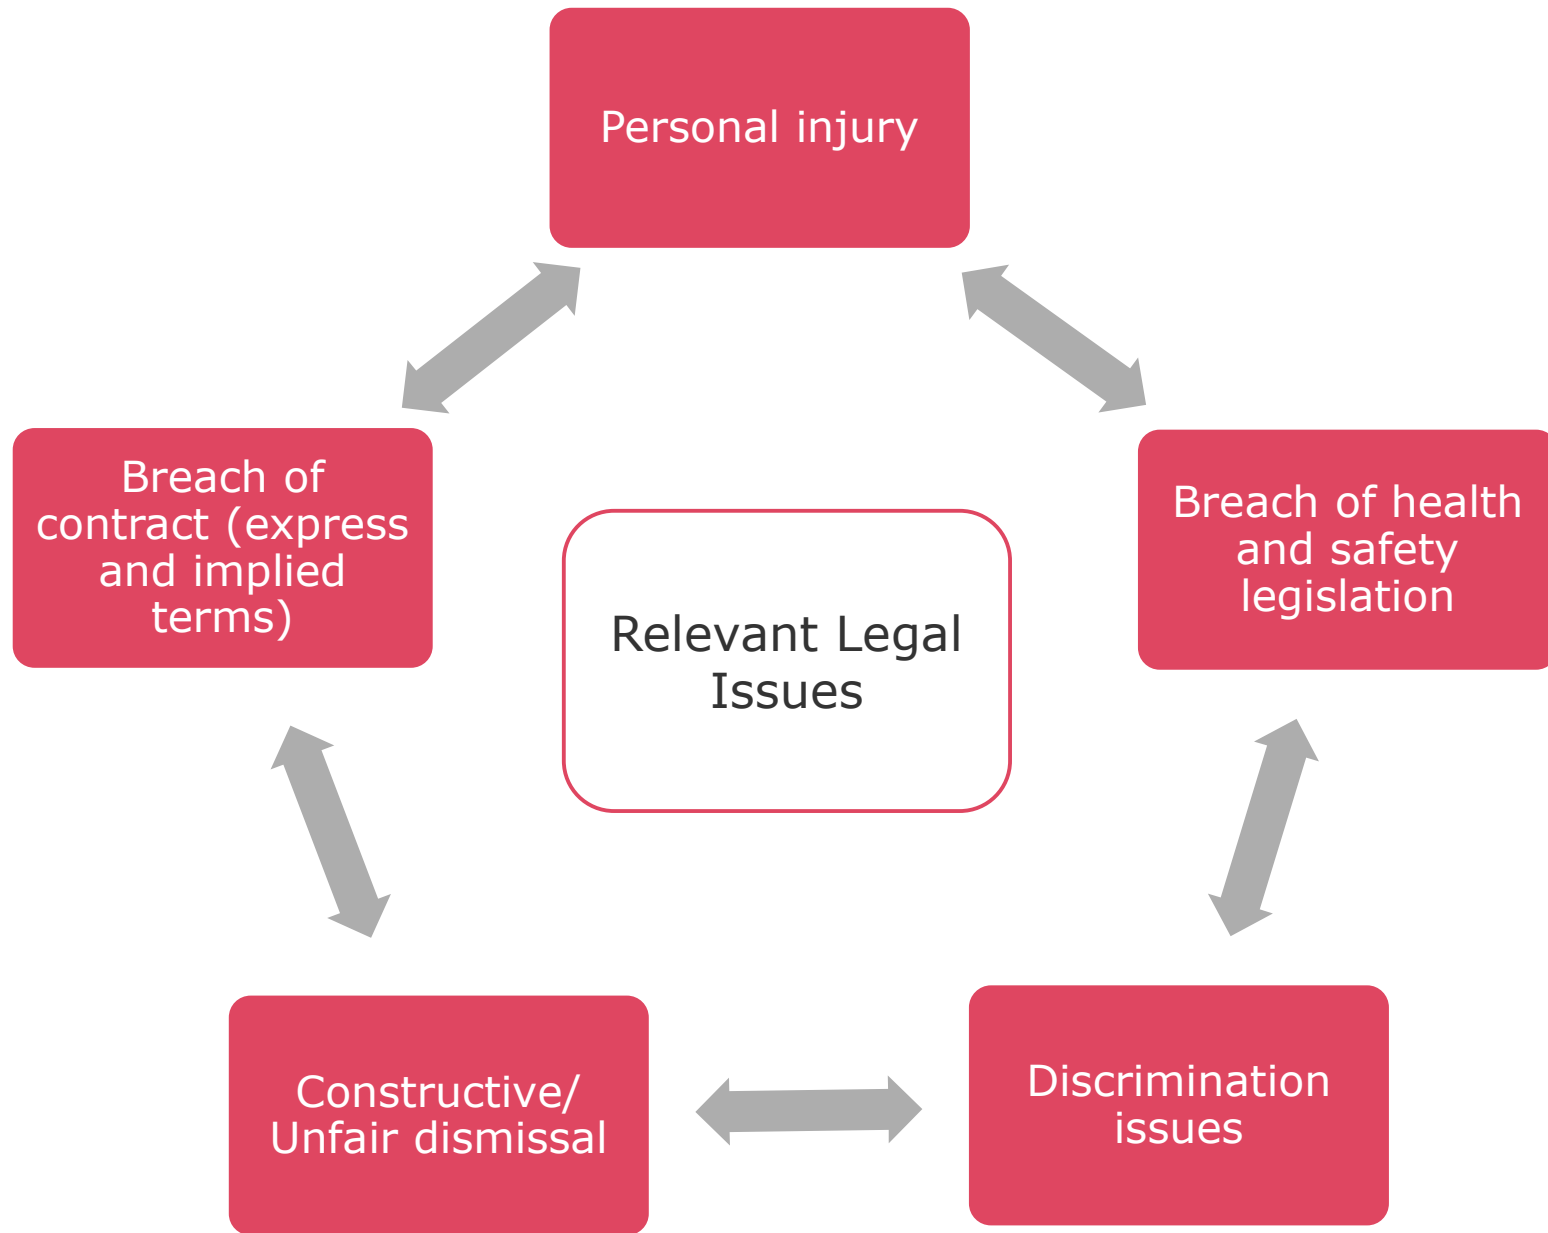 Personal injury
Breach of
contract (express
and implied
terms)
Breach of health
and safety
legislation
Relevant Legal
Issues
Constructive/
Unfair dismissal
Discrimination
issues